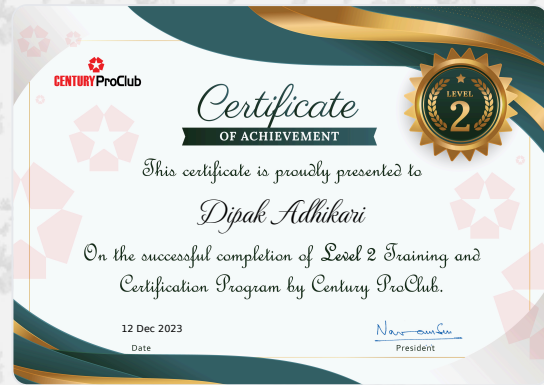 CENTURY ProClub
LEVEL
2
Certificate
OF ACHIEVEMENT
This certificate is proudly presented to
Dipak Adhikari
On the successful completion of Level 2 Training and
Certification Program by Century ProClub.
12 Dec 2023
Date
President